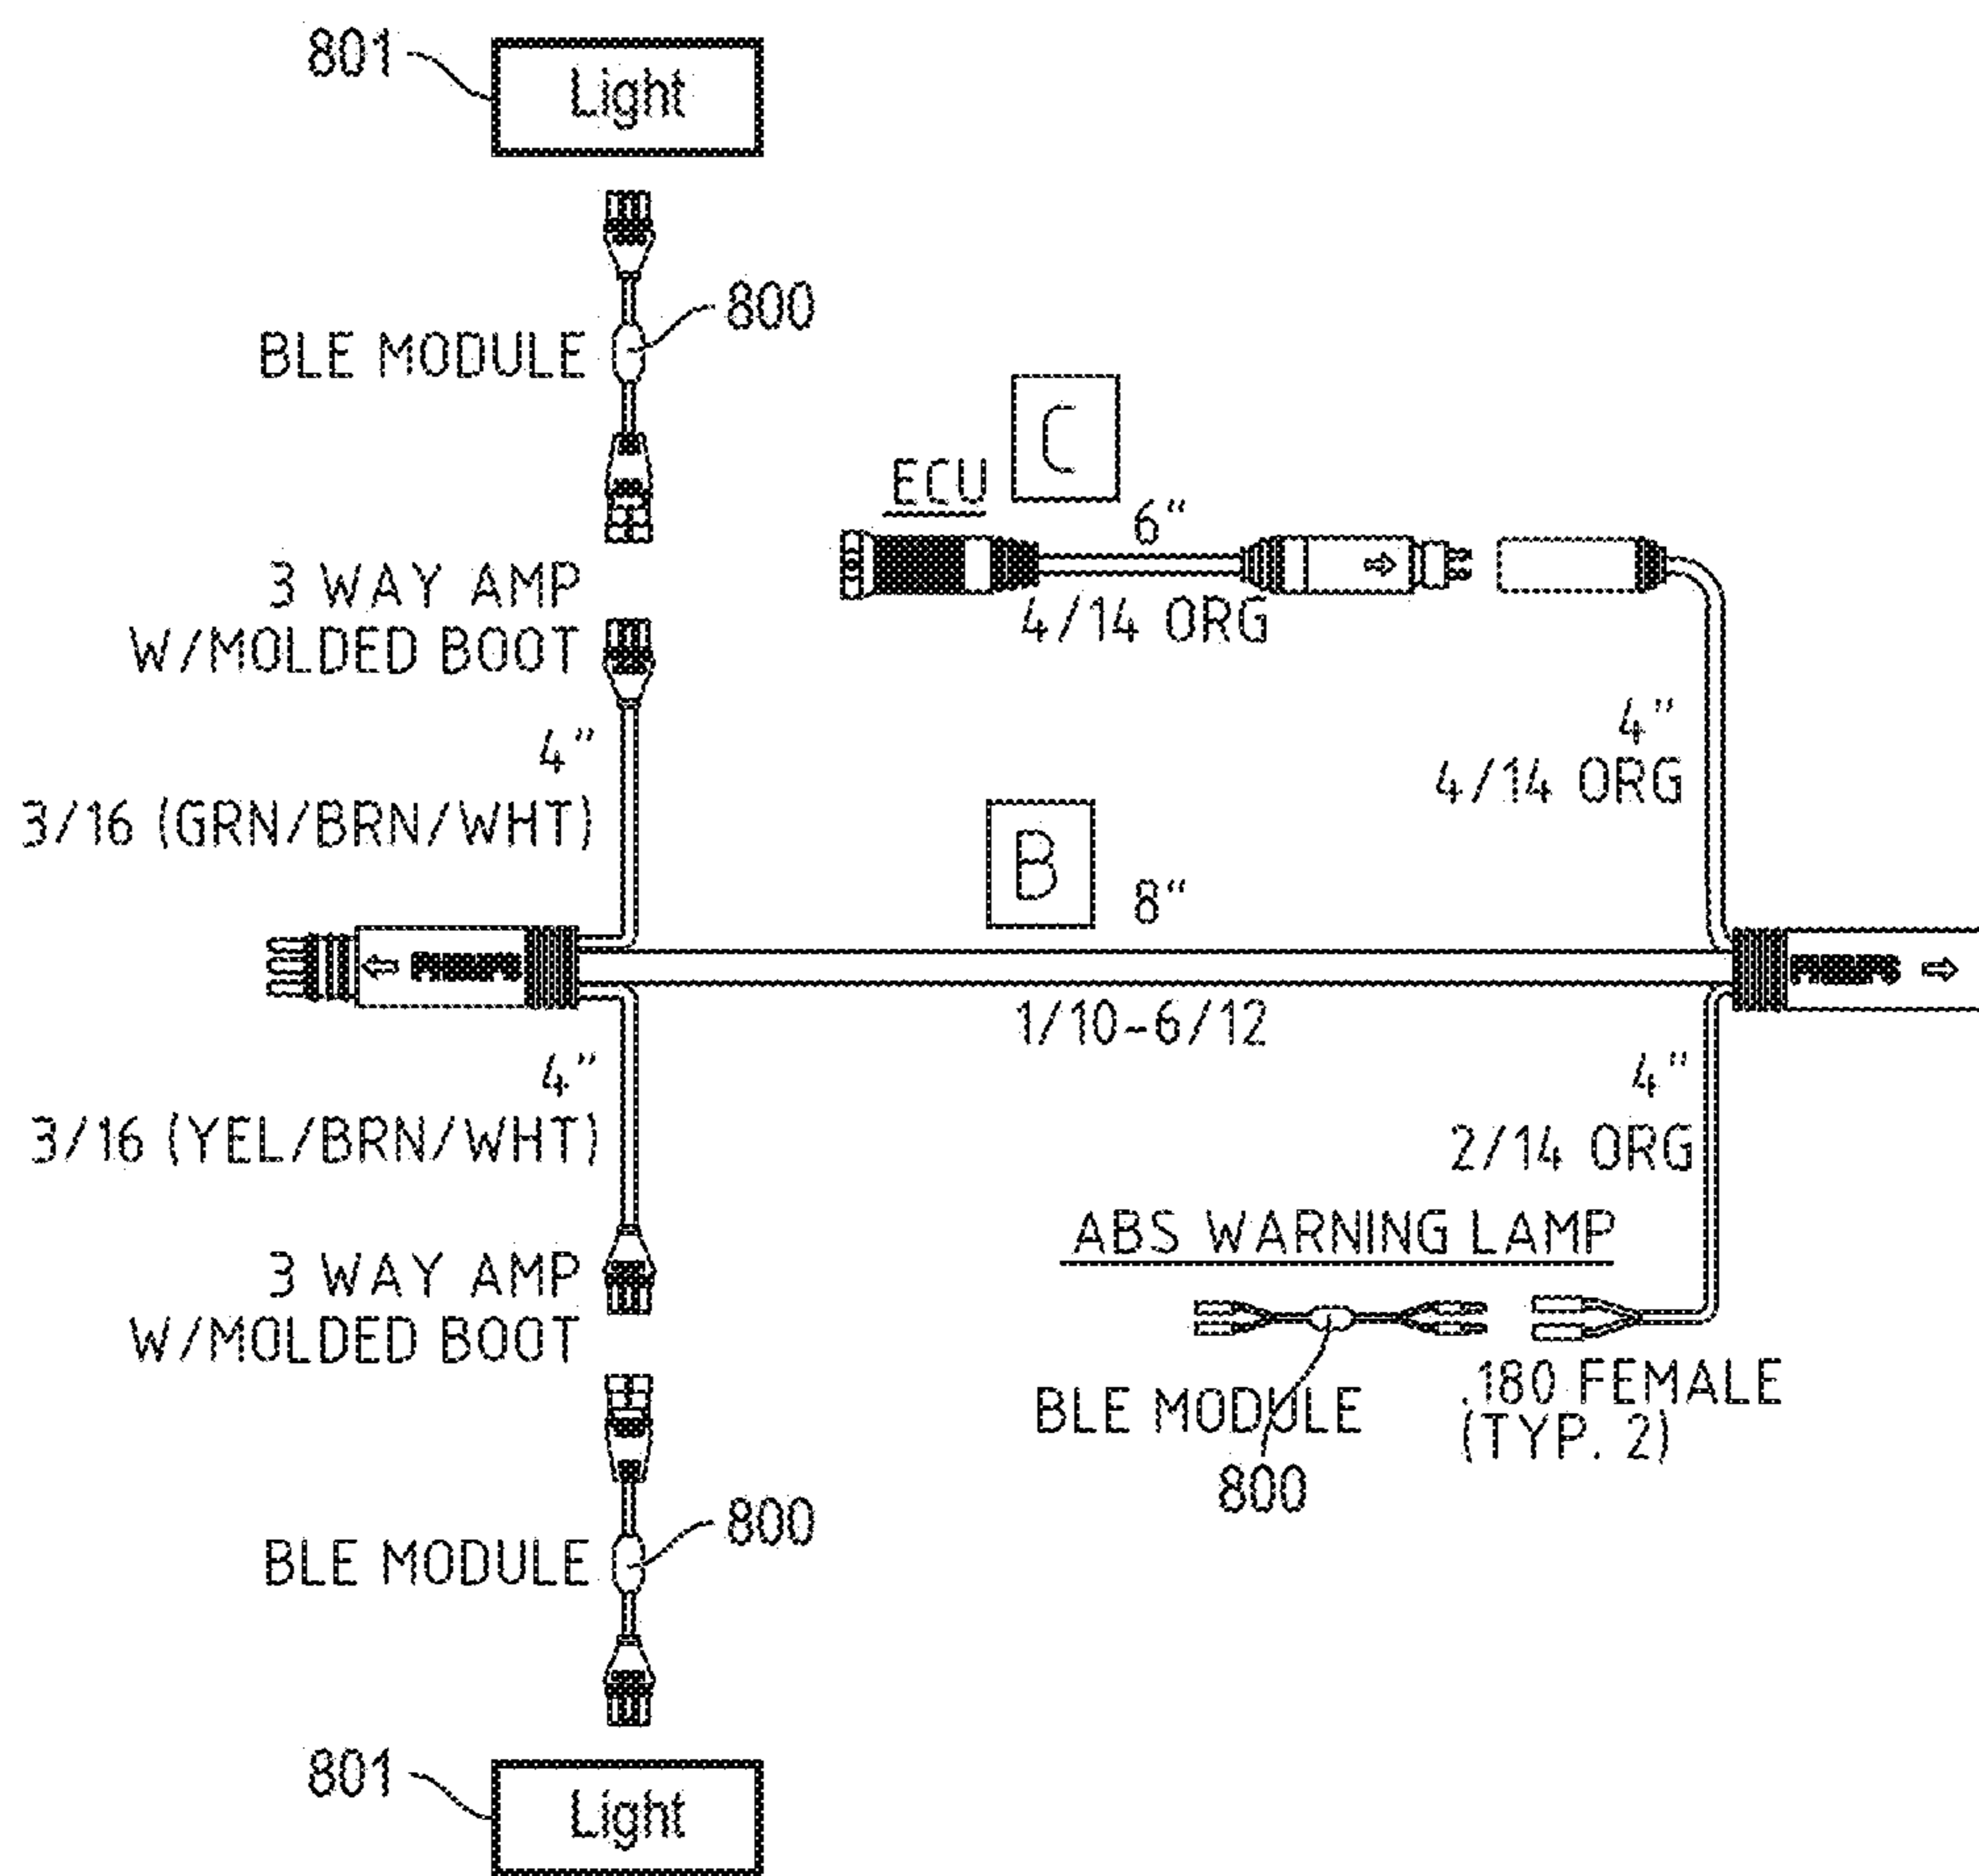 801
Light
800
BLE MODULE
C
ECU
6"
3 WAY AMP
W/MOLDED BOOT
4/14 ORG
4"
4/14 ORG
4"
3/16 (GRN/BRN/WHT)
B
8"
1/10-6/12
4"
3/16 (YEL/BRN/WHT)
4"
2/14 ORG
ABS WARNING LAMP
3 WAY AMP
W/MOLDED BOOT
.180 FEMALE
(TYP. 2)
BLE MODULE
800
800
BLE MODULE
801
Light